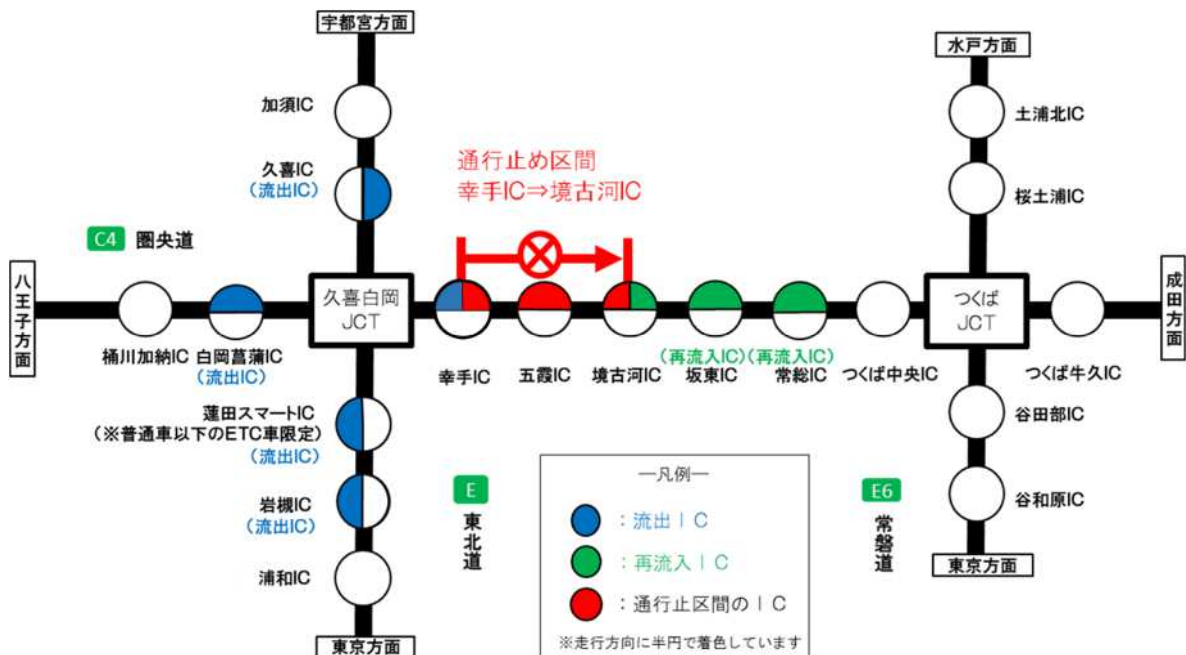 宇都宮方面
加須IC
久喜IC
(流出IC)
通行止め区間
幸手IC⇒境古河IC
水戸方面
土浦北IC
桜土浦IC
C4 圏央道
八王子方面
桶川加納IC
白岡菖蒲IC
(流出IC)
久喜白岡
JCT
幸手IC
五霞IC
境古河IC
(再流入IC)
坂東IC
(再流入IC)
常総IC
つくば中央IC
つくば
JCT
つくば牛久IC
成田方面
蓮田スマートIC
(※普通車以下のETC車限定)
(流出IC)
岩槻IC
(流出IC)
浦和IC
東京方面
E
東北道
―凡例―
:流出IC
:再流入IC
:通行止区間のIC
※走行方向に半円で着色しています
E6
常磐道
谷田部IC
谷和原IC
東京方面